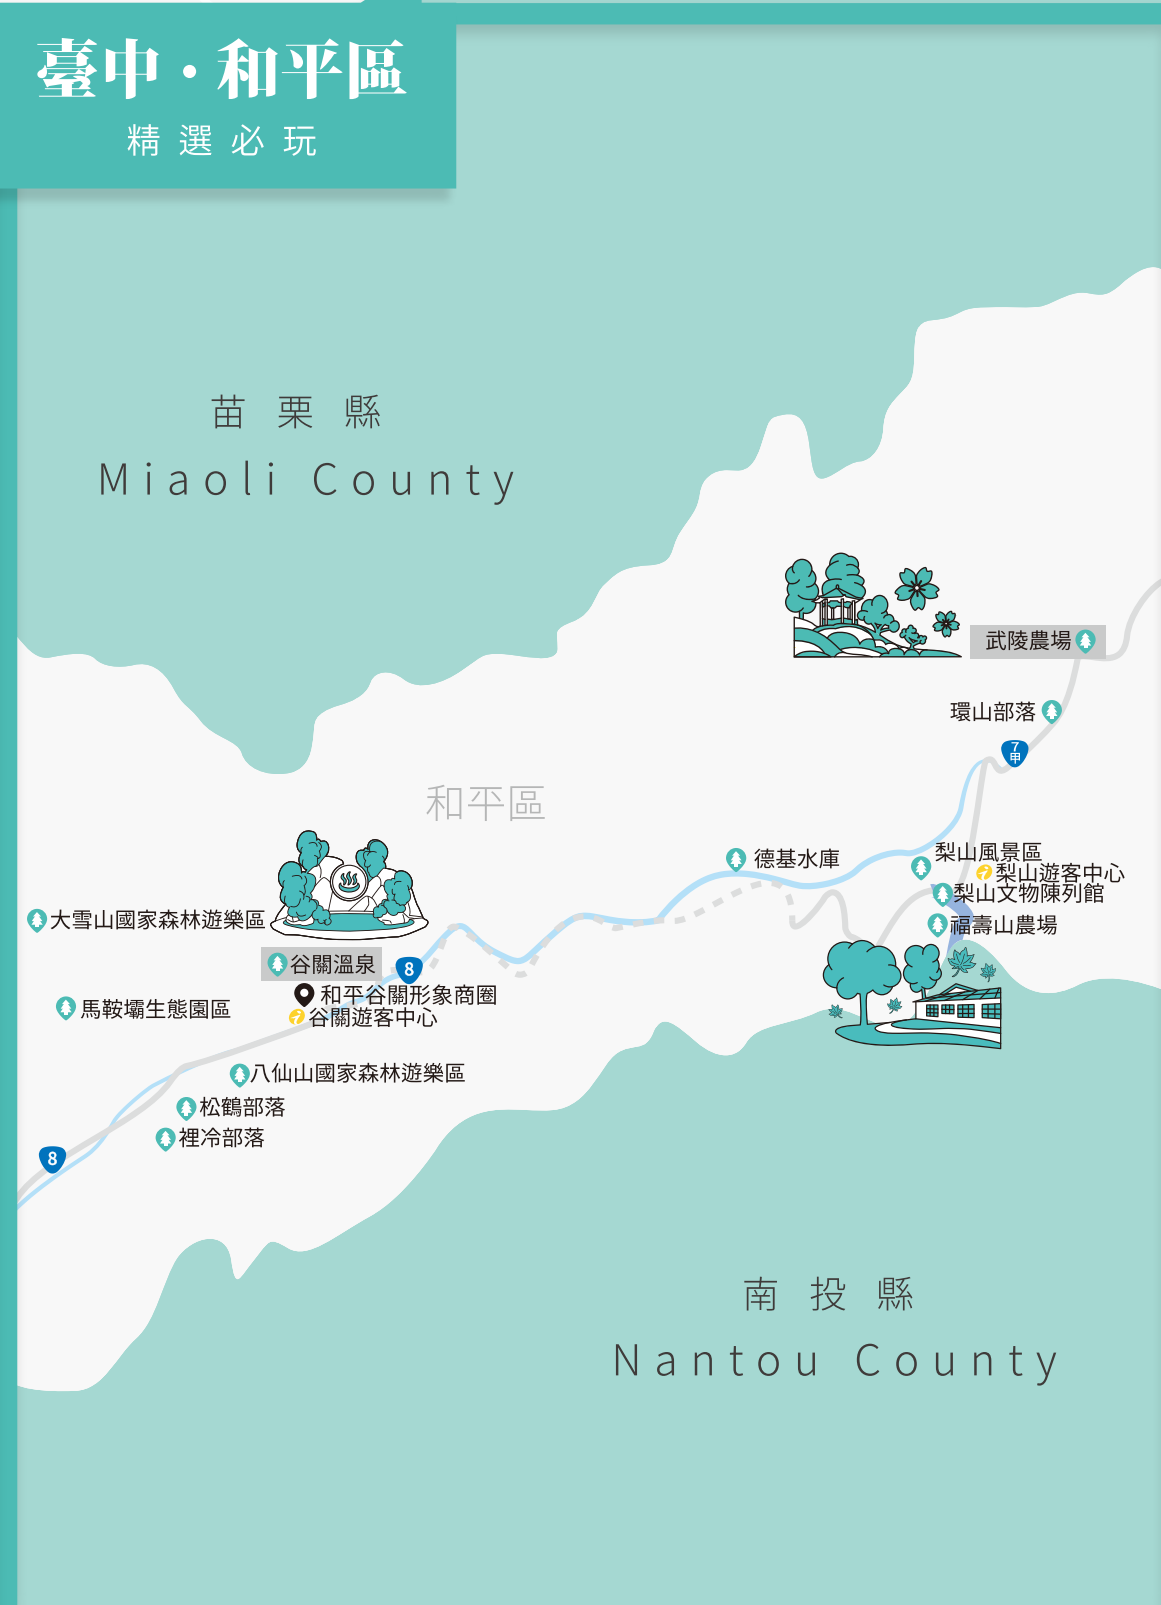 臺中·和平區
精選必玩
苗栗縣
Miaoli County
武陵農場
環山部落
7
甲
和平區
德基水庫
梨山風景區
梨山遊客中心
梨山文物陳列館
福壽山農場
大雪山國家森林遊樂區
谷關溫泉
8
和平谷關形象商圈
谷關遊客中心
馬鞍壩生態園區
八仙山國家森林遊樂區
松鶴部落
裡冷部落
8
南投縣
Nantou County